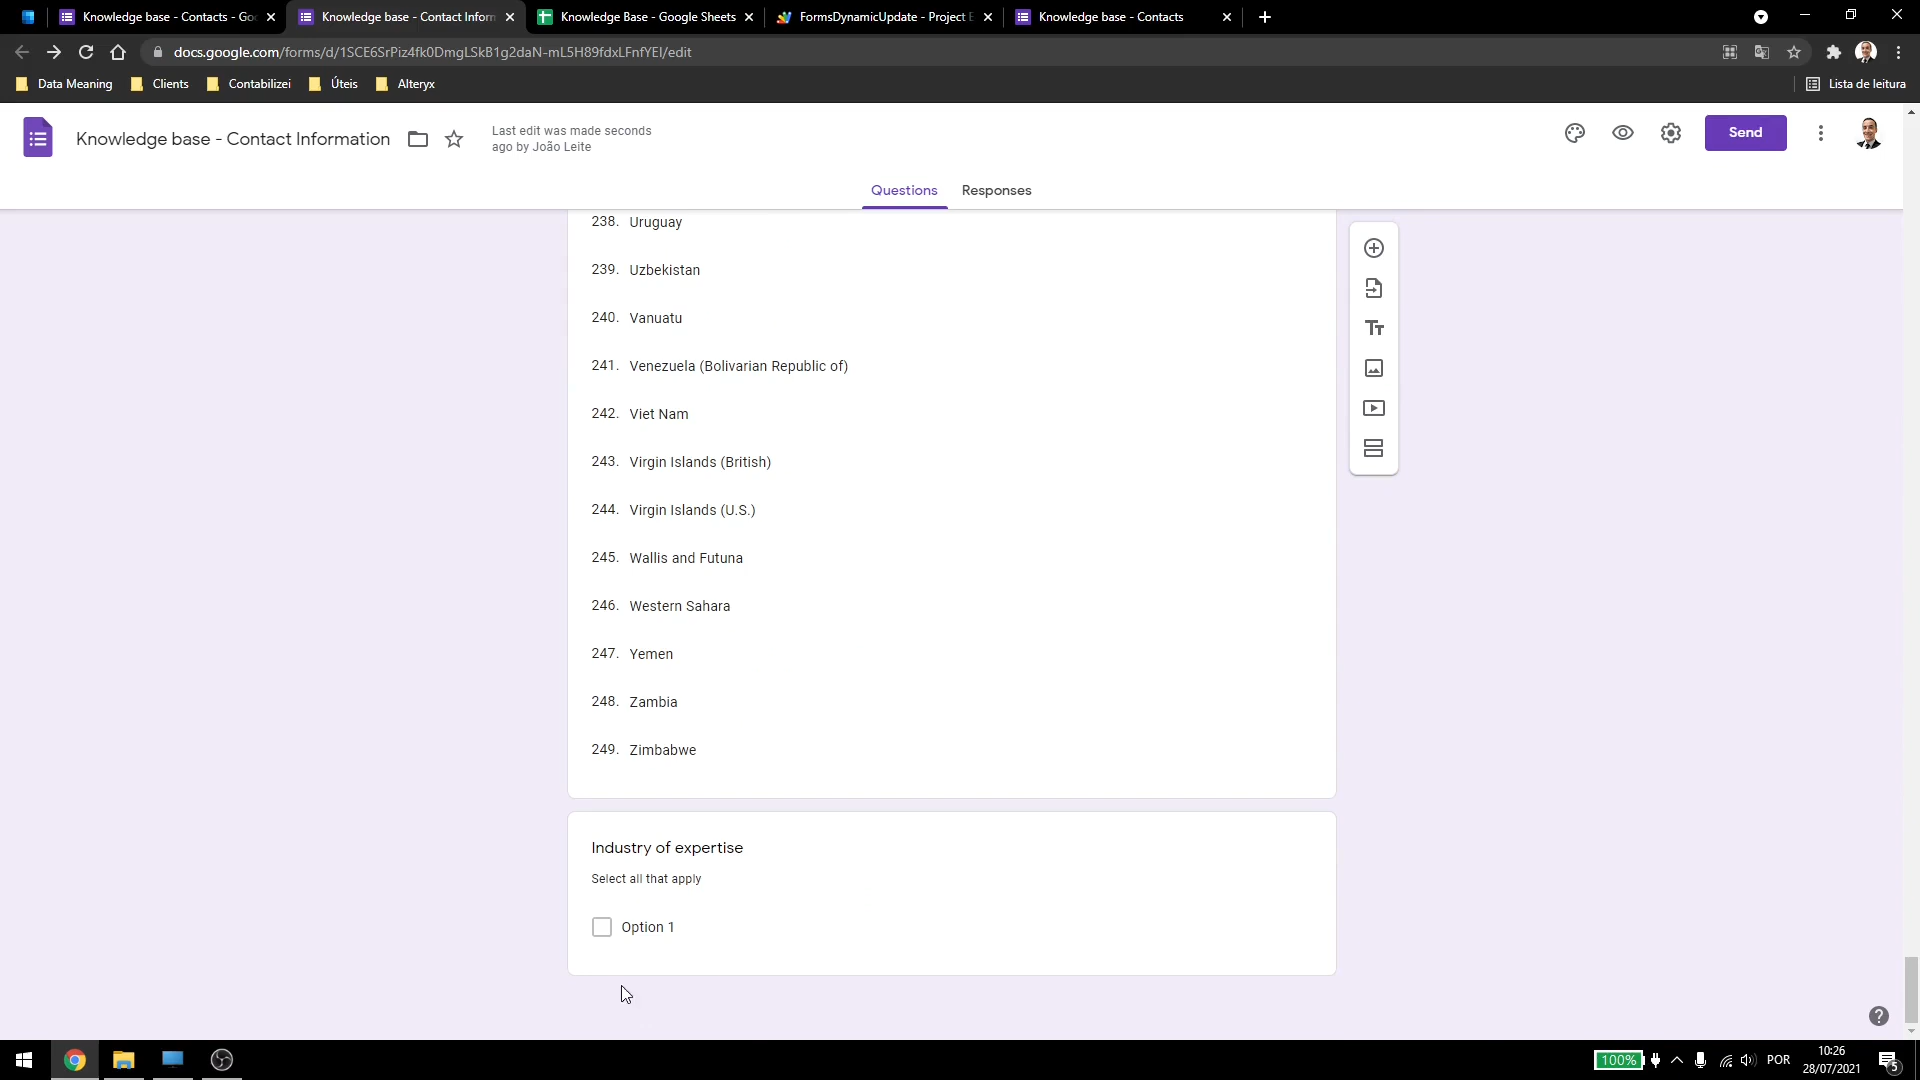 Knowledge base - Contacts - Goo
Knowledge base - Contact Inform
Knowledge Base - Google Sheets
FormsDynamicUpdate - Project E
Knowledge base - Contacts
docs.google.com/forms/d/1SCE6SrPiz4fk0DmgLSkB1g2daN-mL5H89fdxLFnfYEI/edit
Data Meaning
Clients
Contabilizei
Úteis
Alteryx
Lista de leitura
Knowledge base - Contact Information
Last edit was made seconds
ago by João Leite
Send
Questions
Responses
238. Uruguay
239. Uzbekistan
240. Vanuatu
241. Venezuela (Bolivarian Republic of)
242. Viet Nam
243. Virgin Islands (British)
244. Virgin Islands (U.S.)
245. Wallis and Futuna
246. Western Sahara
247. Yemen
248. Zambia
249. Zimbabwe
Industry of expertise
Select all that apply
Option 1
100%
POR
10:26
28/07/2021
5